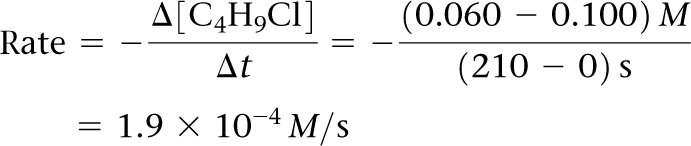 Rate = −Δ[C₄H₉Cl]/Δt = −(0.060 − 0.100) M/(210 − 0) s
= 1.9 × 10⁻⁴ M/s